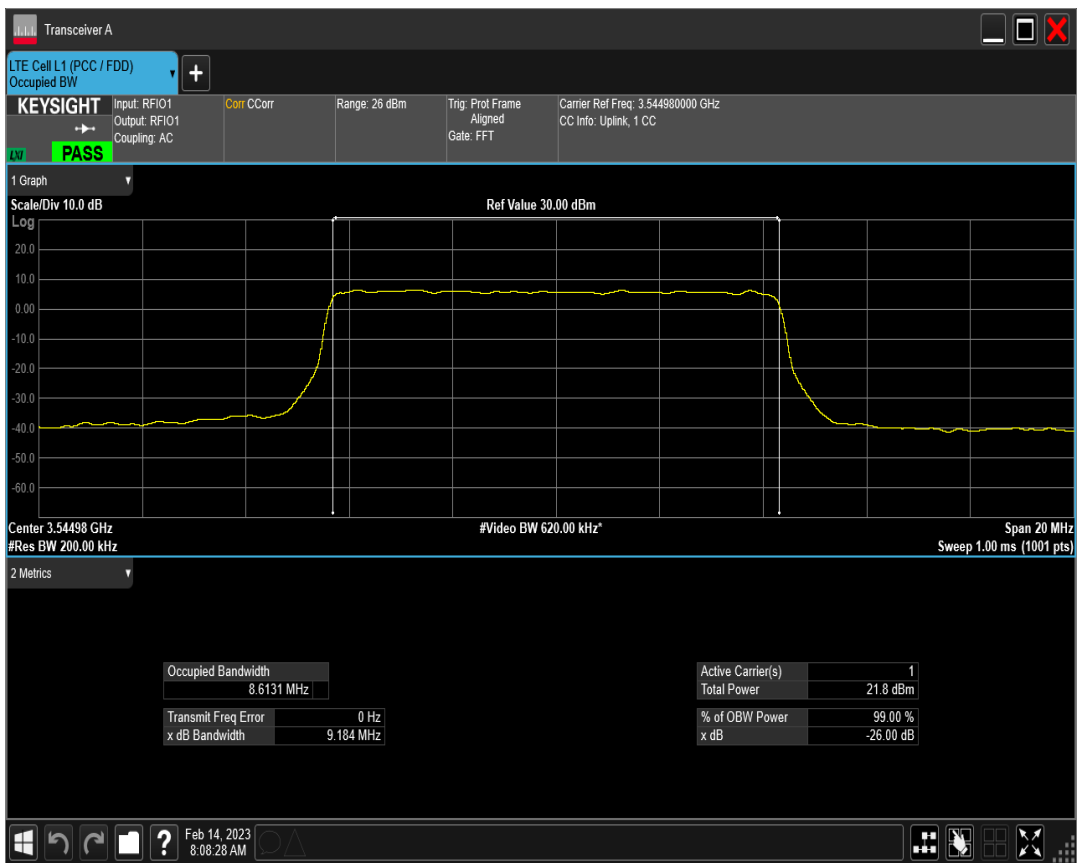 Transceiver A
LTE Cell L1 (PCC / FDD)
Occupied BW
+
KEYSIGHT
LXI
PASS
Input: RFIO1
Output: RFIO1
Coupling: AC
Corr CCorr
Range: 26 dBm
Trig: Prot Frame
Aligned
Gate: FFT
Carrier Ref Freq: 3.544980000 GHz
CC Info: Uplink, 1 CC
1 Graph
Scale/Div 10.0 dB
Ref Value 30.00 dBm
Log
20.0
10.0
0.00
-10.0
-20.0
-30.0
-40.0
-50.0
-60.0
Center 3.54498 GHz
#Video BW 620.00 kHz*
Span 20 MHz
#Res BW 200.00 kHz
Sweep 1.00 ms (1001 pts)
2 Metrics
Occupied Bandwidth
8.6131 MHz
Transmit Freq Error 0 Hz
x dB Bandwidth 9.184 MHz
Active Carrier(s) 1
Total Power 21.8 dBm
% of OBW Power 99.00 %
x dB -26.00 dB
?
Feb 14, 2023
8:08:28 AM